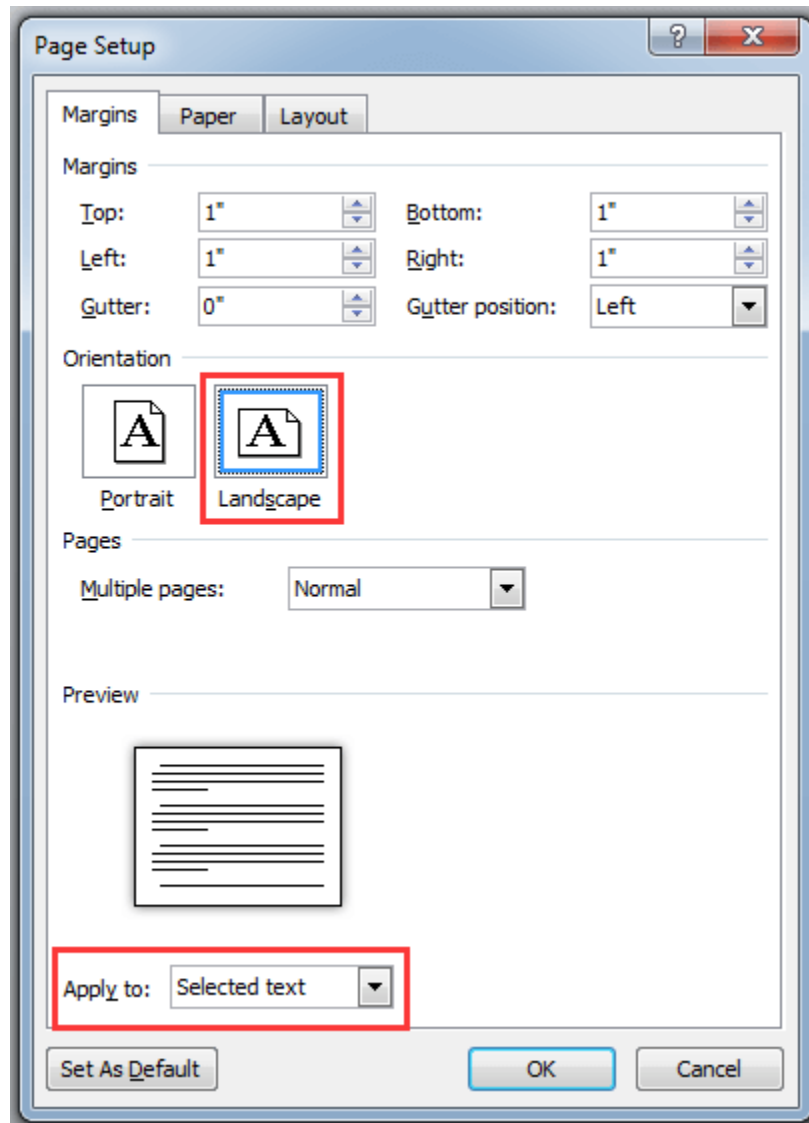 Page Setup
Margins Paper Layout
Margins
Top: 1" Bottom: 1"
Left: 1" Right: 1"
Gutter: 0" Gutter position: Left
Orientation
A A
Portrait Landscape
Pages
Multiple pages: Normal
Preview
Apply to: Selected text
Set As Default OK Cancel